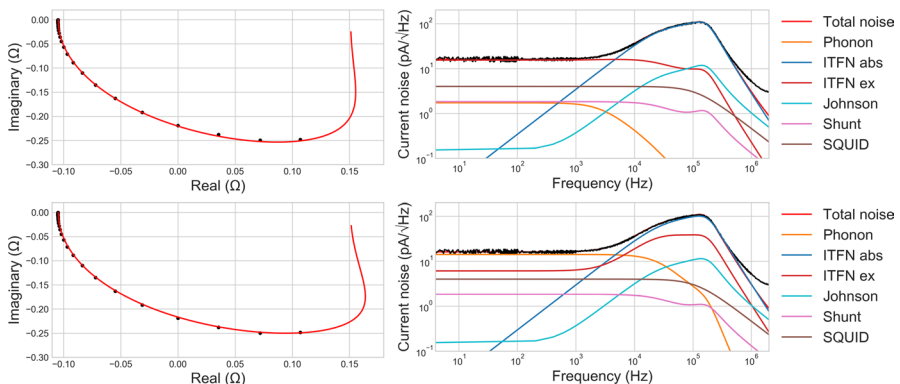 0.00
−0.05
−0.10
−0.15
−0.20
−0.25
−0.30
Imaginary (Ω)
−0.10 −0.05 0.00 0.05 0.10 0.15
Real (Ω)
10²
10¹
10⁰
10⁻¹
Current noise (pA/√Hz)
10¹ 10² 10³ 10⁴ 10⁵ 10⁶
Frequency (Hz)
Total noise
Phonon
ITFN abs
ITFN ex
Johnson
Shunt
SQUID
0.00
−0.05
−0.10
−0.15
−0.20
−0.25
−0.30
Imaginary (Ω)
−0.10 −0.05 0.00 0.05 0.10 0.15
Real (Ω)
10²
10¹
10⁰
10⁻¹
Current noise (pA/√Hz)
10¹ 10² 10³ 10⁴ 10⁵ 10⁶
Frequency (Hz)
Total noise
Phonon
ITFN abs
ITFN ex
Johnson
Shunt
SQUID